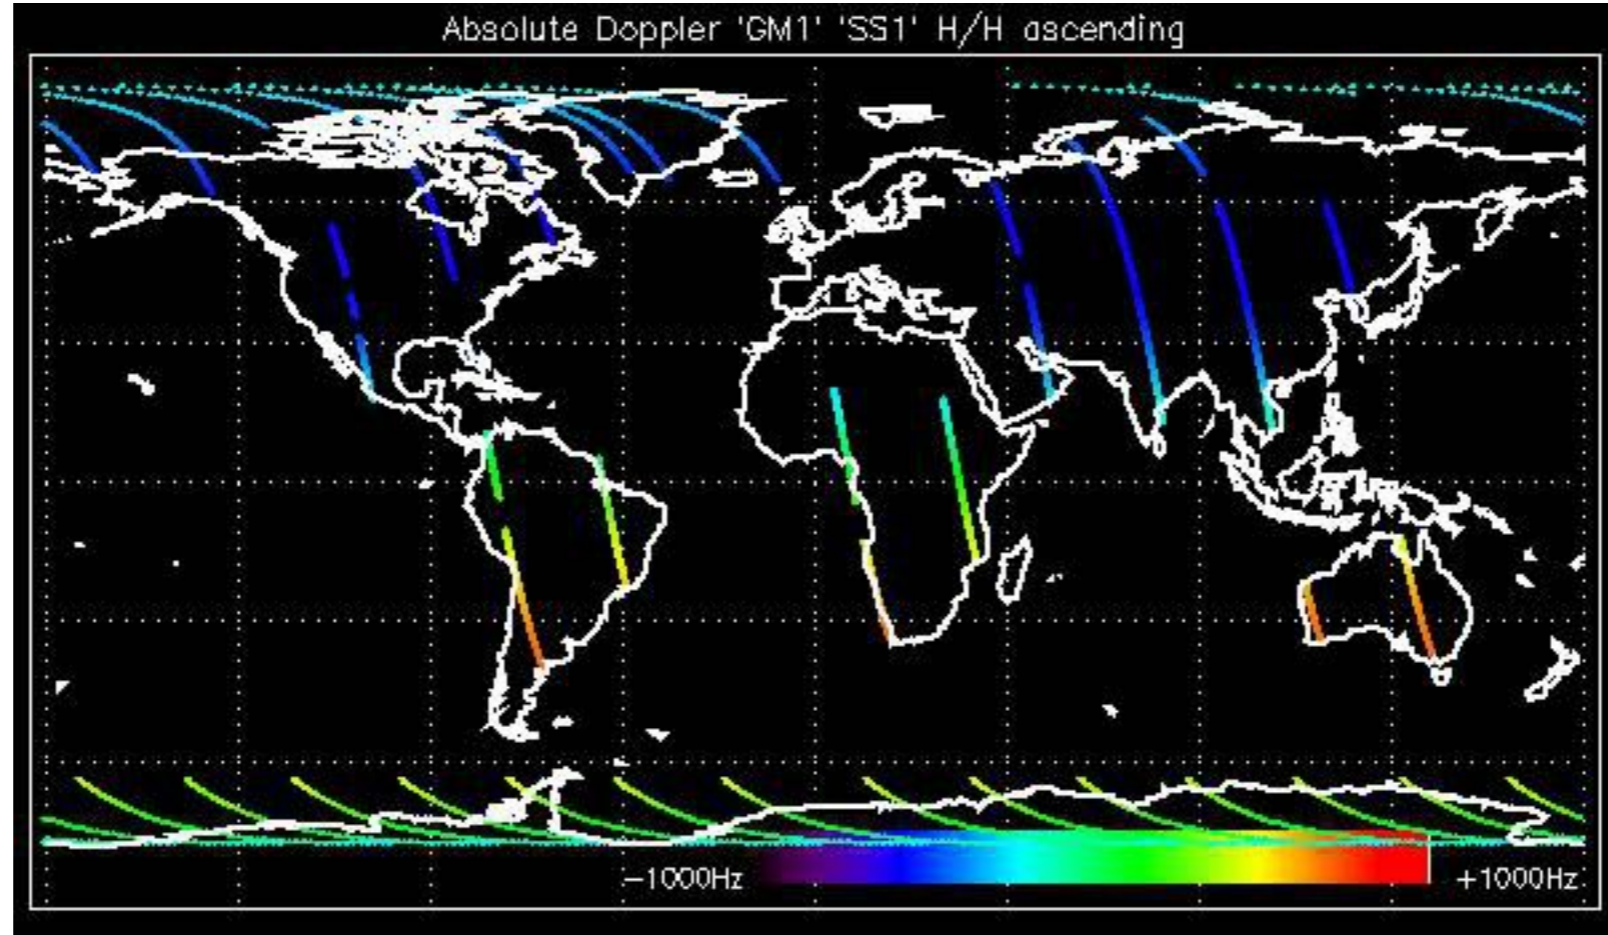 Absolute Doppler 'GM1' 'SS1' H/H ascending
-1000Hz +1000Hz